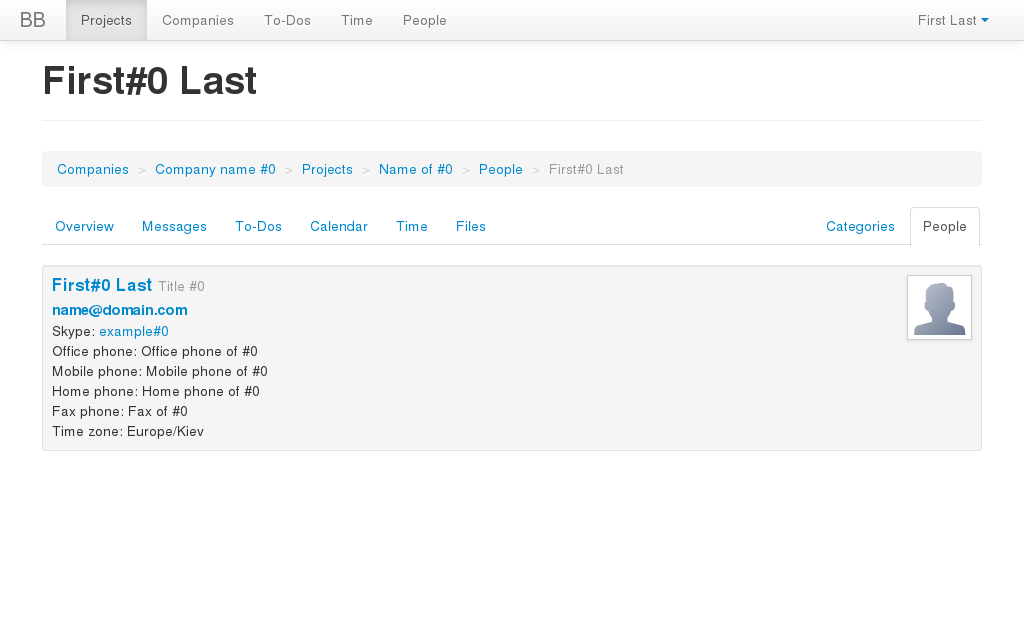 BB Projects Companies To-Dos Time People First Last
First#0 Last
Companies > Company name #0 > Projects > Name of #0 > People > First#0 Last
Overview Messages To-Dos Calendar Time Files Categories People
First#0 Last Title #0
name@domain.com
Skype: example#0
Office phone: Office phone of #0
Mobile phone: Mobile phone of #0
Home phone: Home phone of #0
Fax phone: Fax of #0
Time zone: Europe/Kiev